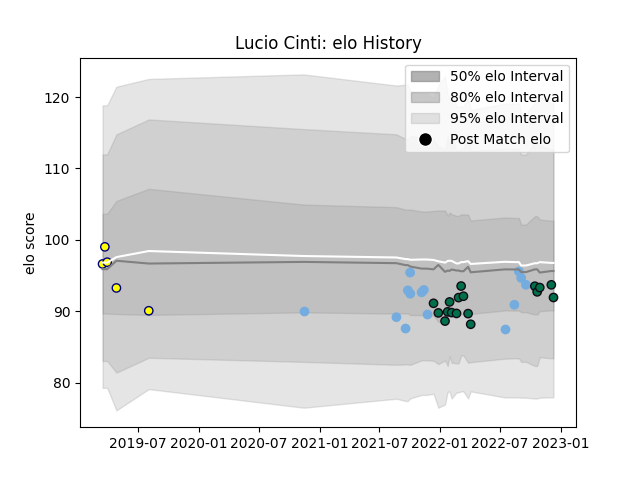 Lucio Cinti: elo History
50% elo Interval
80% elo Interval
95% elo Interval
Post Match elo
elo score
120
110
100
90
80
2019-07 2020-01 2020-07 2021-01 2021-07 2022-01 2022-07 2023-01